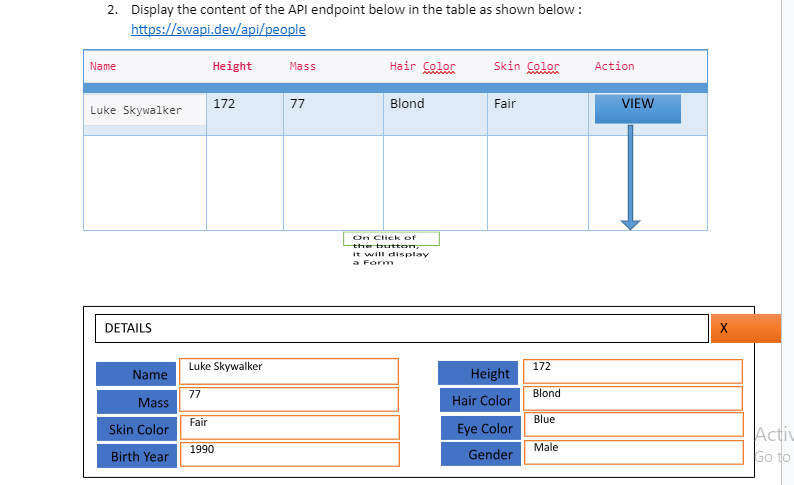 2. Display the content of the API endpoint below in the table as shown below :
https://swapi.dev/api/people
Name Height Mass Hair Color Skin Color Action
Luke Skywalker 172 77 Blond Fair VIEW
On Click of
the button,
it will display
a Form
DETAILS X
Name Luke Skywalker Height 172
Mass 77 Hair Color Blond
Skin Color Fair Eye Color Blue
Birth Year 1990 Gender Male
Activ
Go to